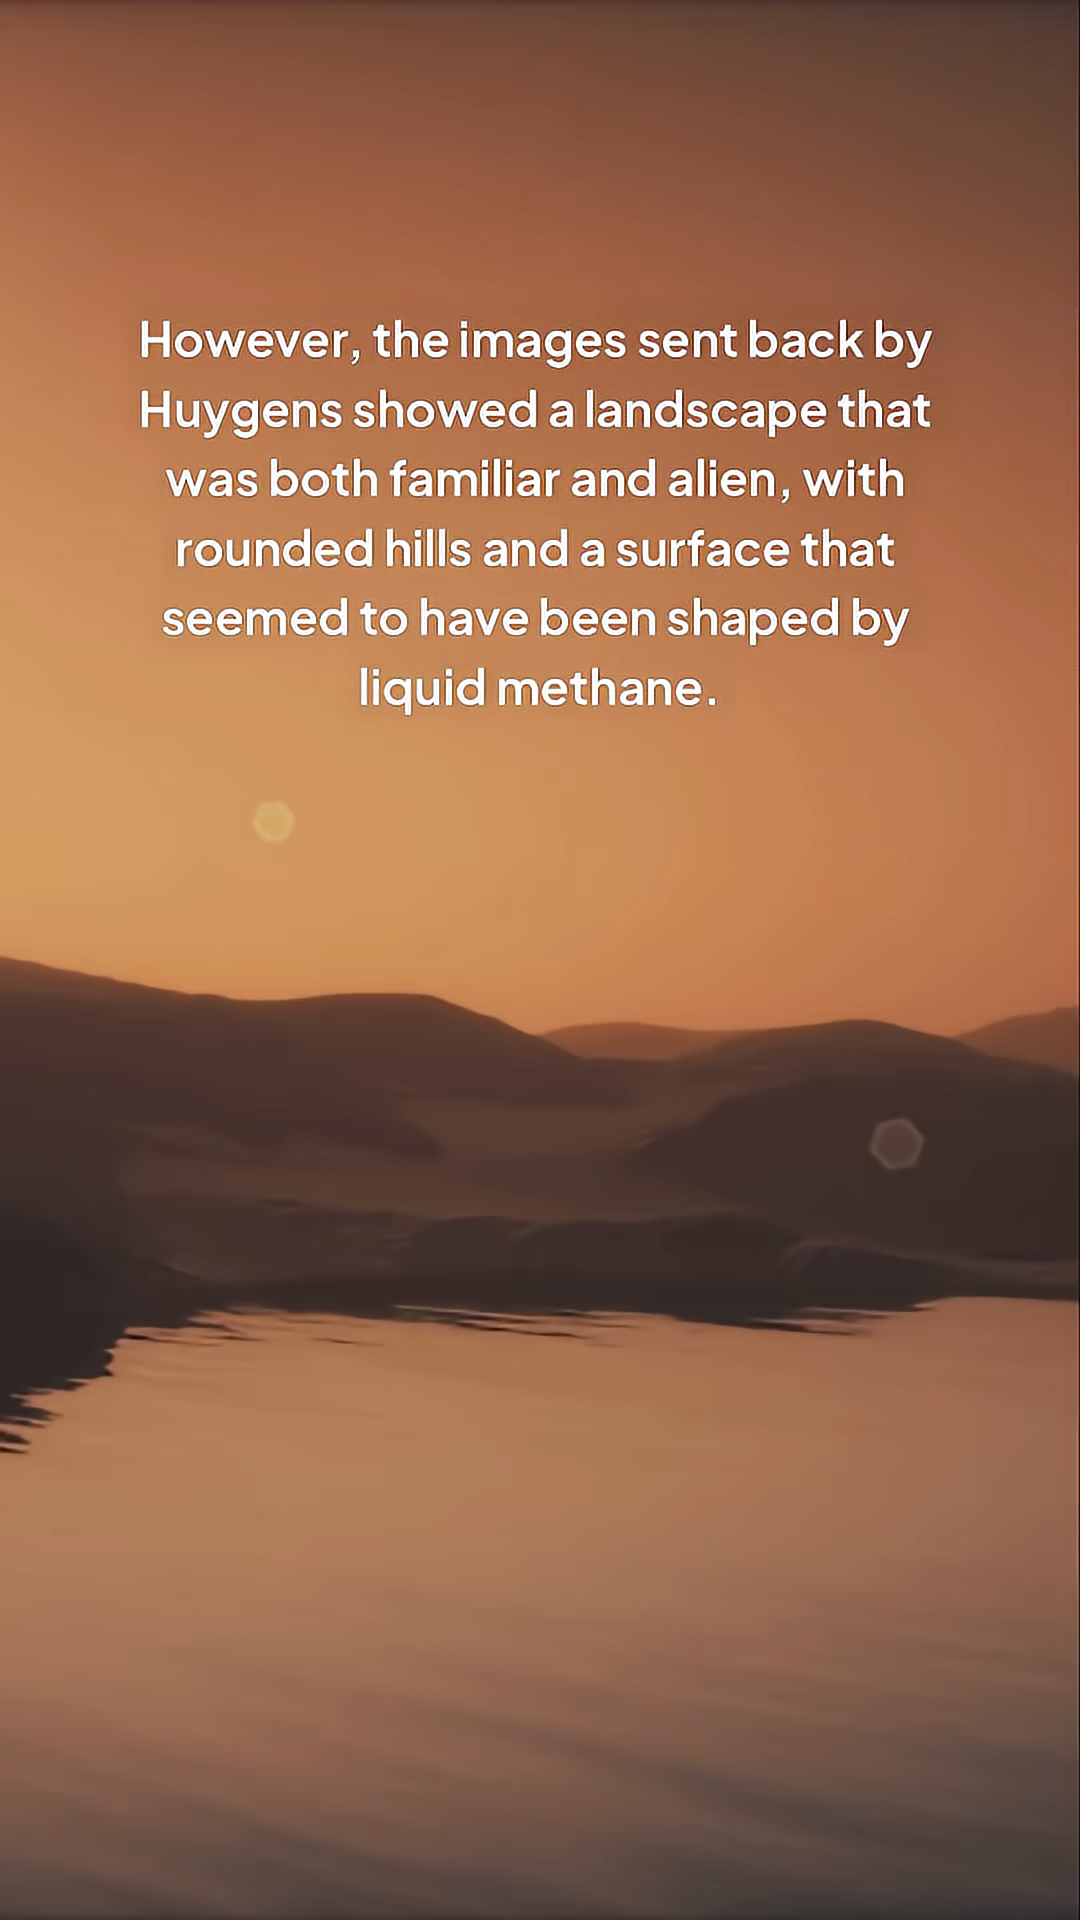 However, the images sent back by
Huygens showed a landscape that
was both familiar and alien, with
rounded hills and a surface that
seemed to have been shaped by
liquid methane.